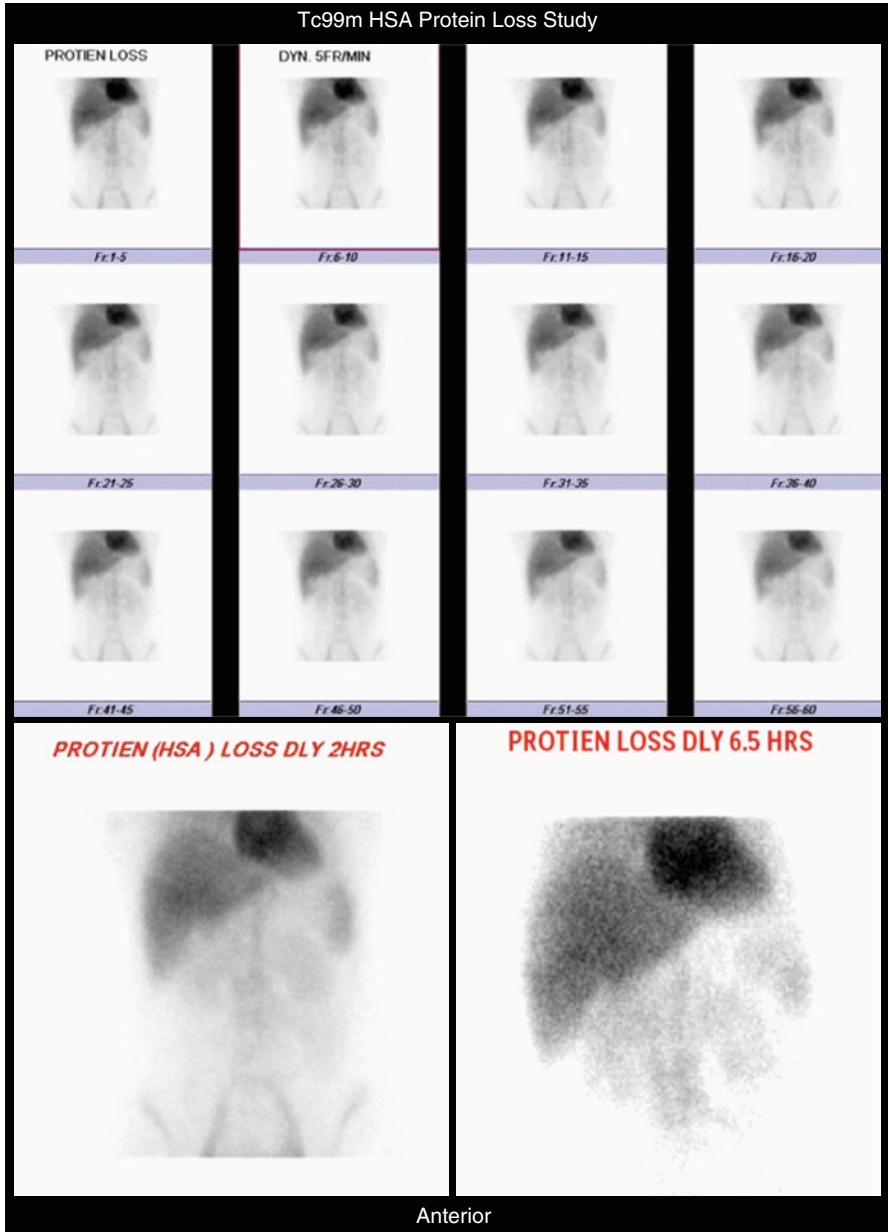 Tc99m HSA Protein Loss Study
PROTIEN LOSS
DYN. 5FR/MIN
Fr:1-5
Fr:6-10
Fr:11-15
Fr:16-20
Fr:21-25
Fr:26-30
Fr:31-35
Fr:36-40
Fr:41-45
Fr:46-50
Fr:51-55
Fr:56-60
PROTIEN (HSA ) LOSS DLY 2HRS
PROTIEN LOSS DLY 6.5 HRS
Anterior